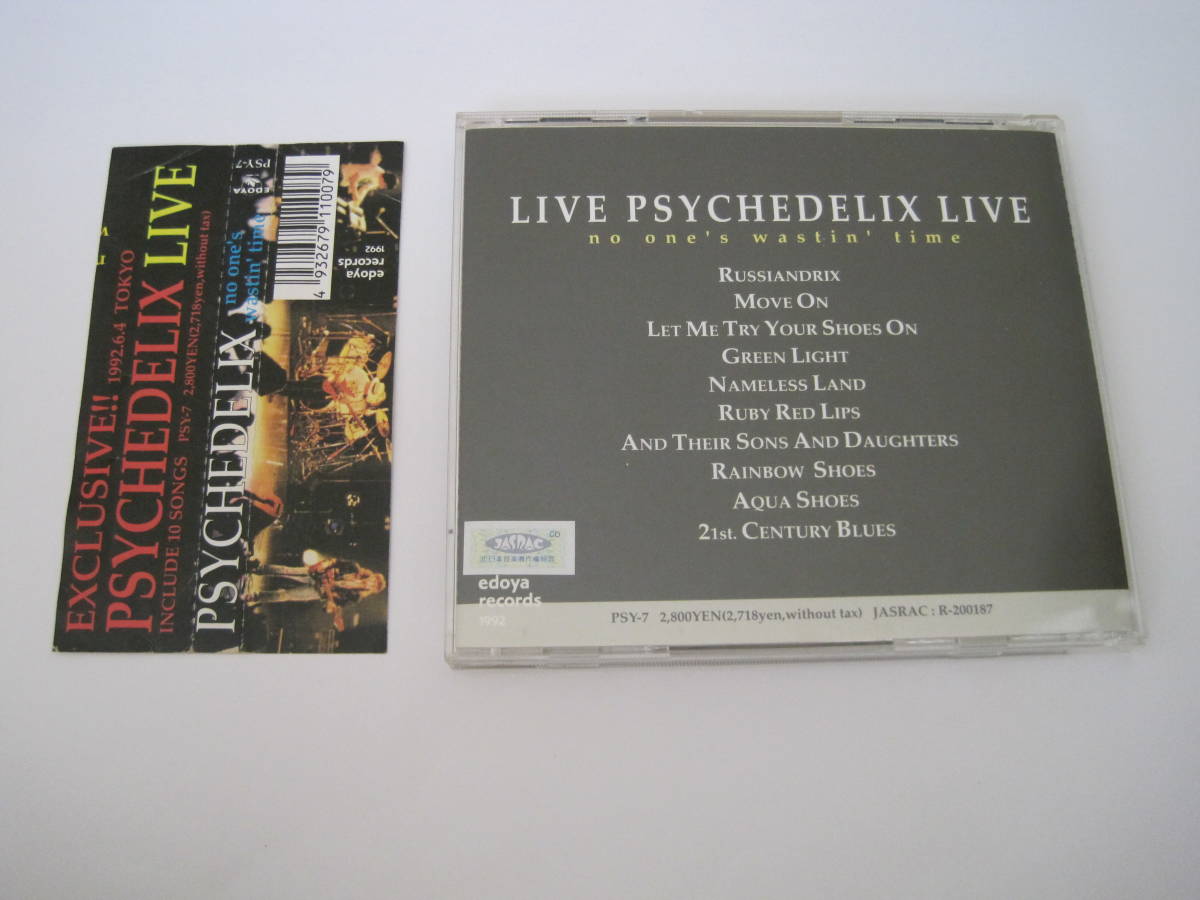 EXCLUSIVE!! 1992.6.4 TOKYO
PSYCHEDELIX LIVE
INCLUDE 10 SONGS PSY-7 2,800YEN(2,718yen,without tax)
PSYCHEDELIX
no one's
wastin' time
EDOYA
PSY-7
4 932679 110079
edoya
records
1992
LIVE PSYCHEDELIX LIVE
no one's wastin' time
RUSSIANDRIX
MOVE ON
LET ME TRY YOUR SHOES ON
GREEN LIGHT
NAMELESS LAND
RUBY RED LIPS
AND THEIR SONS AND DAUGHTERS
RAINBOW SHOES
AQUA SHOES
21st. CENTURY BLUES
JASRAC
edoya
records
1992
PSY-7 2,800YEN(2,718yen,without tax) JASRAC : R-200187